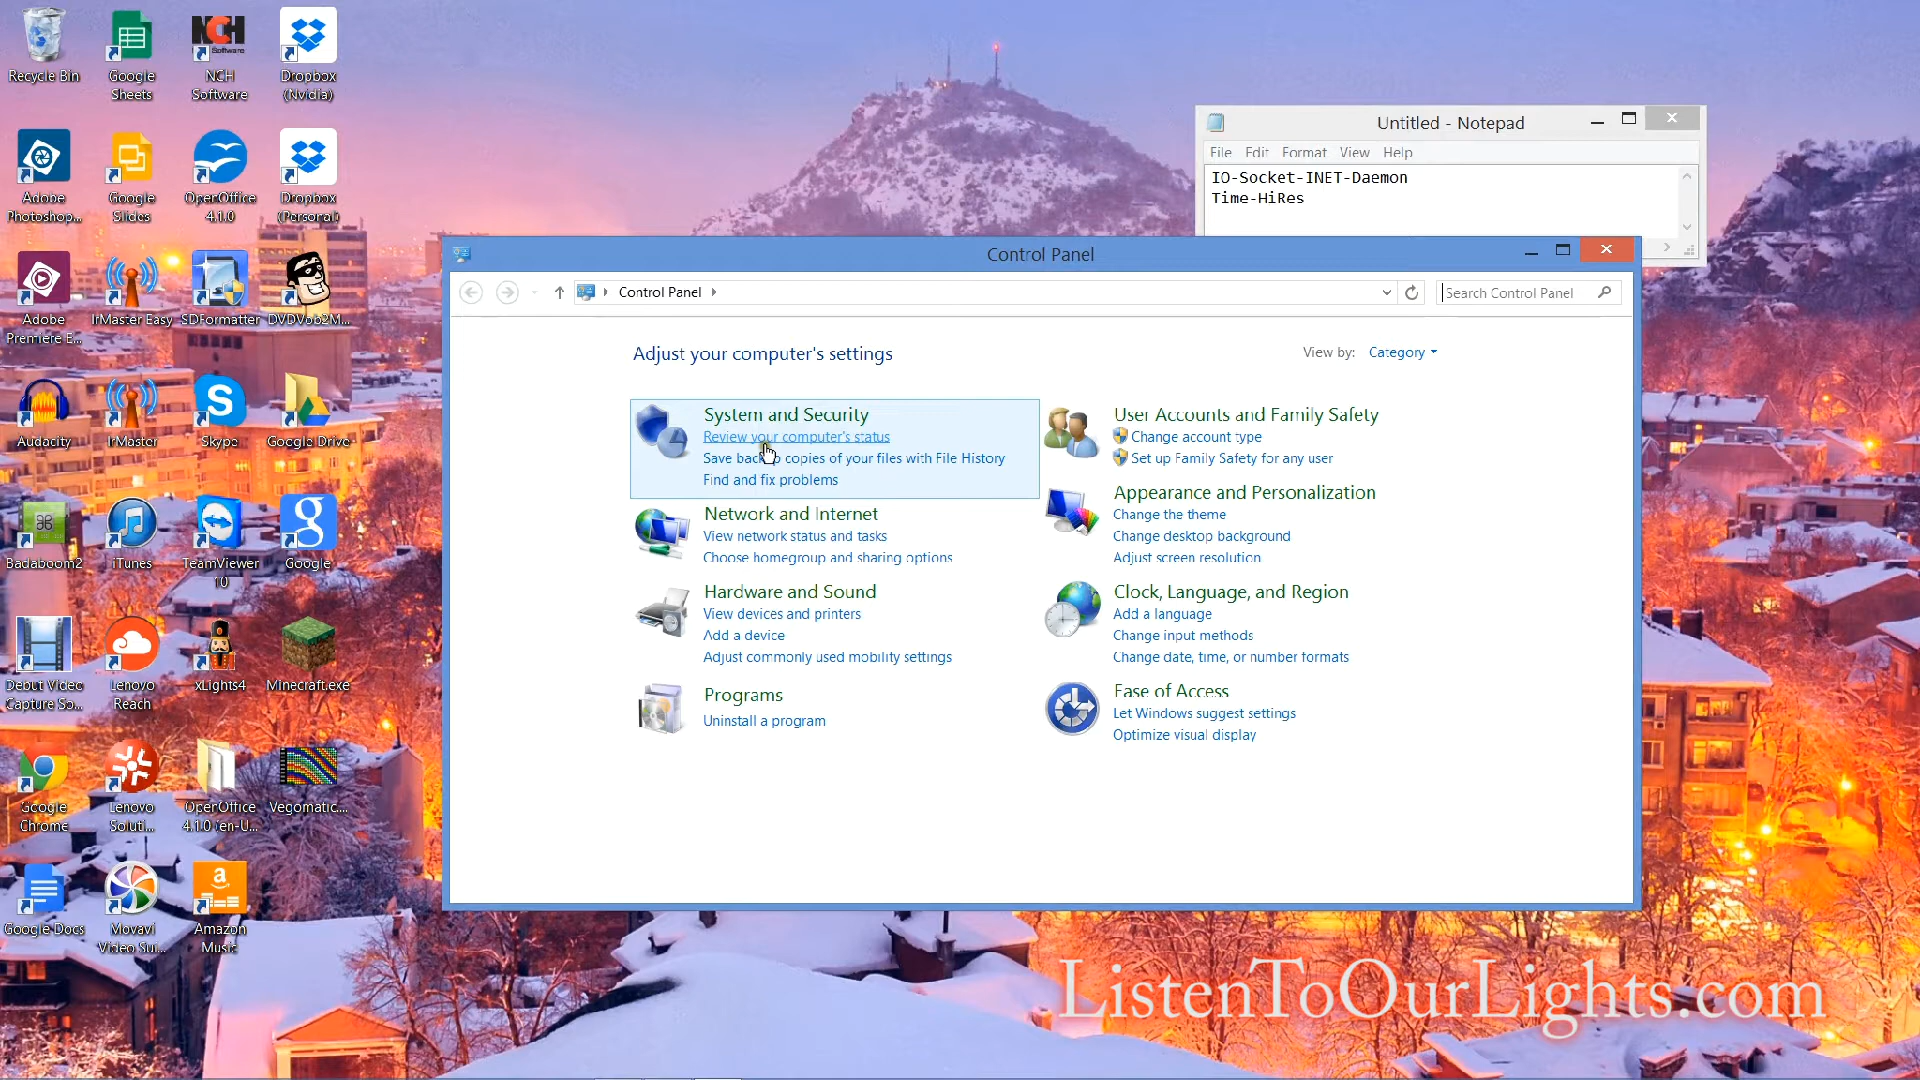 Recycle Bin
Google
Sheets
NCH
Software
NCH
Software
Dropbox
(Nvidia)
Adobe
Photoshop...
Google
Slides
OpenOffice
4.1.0
Dropbox
(Personal)
Adobe
Premiere E...
IrMaster Easy
SDFormatter
DVDVob2M...
Audacity
IrMaster
Skype
Google Drive
Badaboom2
iTunes
TeamViewer
10
Google
Debut Video
Capture So...
Lenovo
Reach
xLights4
Minecraft.exe
Google
Chrome
Lenovo
Soluti...
OpenOffice
4.1.0 (en-U...
Vegomatic....
Google Docs
Movavi
Video Sui...
Amazon
Music
Untitled - Notepad
File Edit Format View Help
IO-Socket-INET-Daemon
Time-HiRes
Control Panel
Control Panel
Search Control Panel
Adjust your computer's settings
View by: Category
System and Security
Review your computer's status
Save backup copies of your files with File History
Find and fix problems
Network and Internet
View network status and tasks
Choose homegroup and sharing options
Hardware and Sound
View devices and printers
Add a device
Adjust commonly used mobility settings
Programs
Uninstall a program
User Accounts and Family Safety
Change account type
Set up Family Safety for any user
Appearance and Personalization
Change the theme
Change desktop background
Adjust screen resolution
Clock, Language, and Region
Add a language
Change input methods
Change date, time, or number formats
Ease of Access
Let Windows suggest settings
Optimize visual display
ListenToOurLights.com